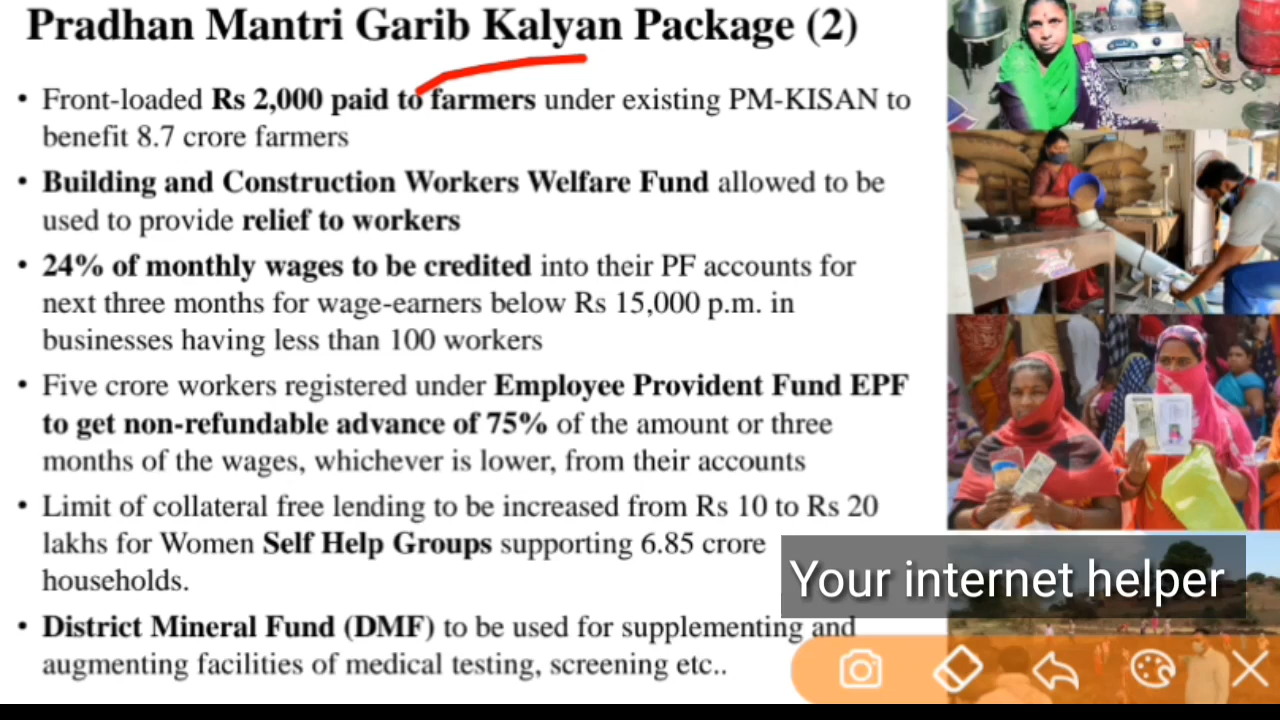 Pradhan Mantri Garib Kalyan Package (2)
• Front-loaded Rs 2,000 paid to farmers under existing PM-KISAN to
benefit 8.7 crore farmers
• Building and Construction Workers Welfare Fund allowed to be
used to provide relief to workers
• 24% of monthly wages to be credited into their PF accounts for
next three months for wage-earners below Rs 15,000 p.m. in
businesses having less than 100 workers
• Five crore workers registered under Employee Provident Fund EPF
to get non-refundable advance of 75% of the amount or three
months of the wages, whichever is lower, from their accounts
• Limit of collateral free lending to be increased from Rs 10 to Rs 20
lakhs for Women Self Help Groups supporting 6.85 crore
households.
Your internet helper
• District Mineral Fund (DMF) to be used for supplementing and
augmenting facilities of medical testing, screening etc..